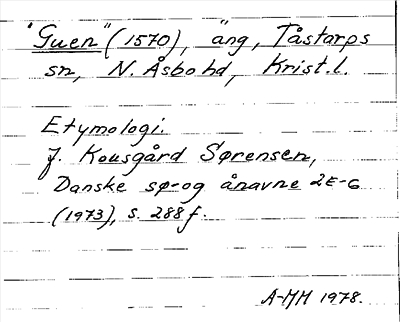 "Guen" (1570), äng, Tåstarps
sn, N. Åsbo hd, Krist.l.
Etymologi.
J. Kousgård Sørensen,
Danske sø- og ånavne 2E-G
(1973), s. 288 f.
A-MH 1978.